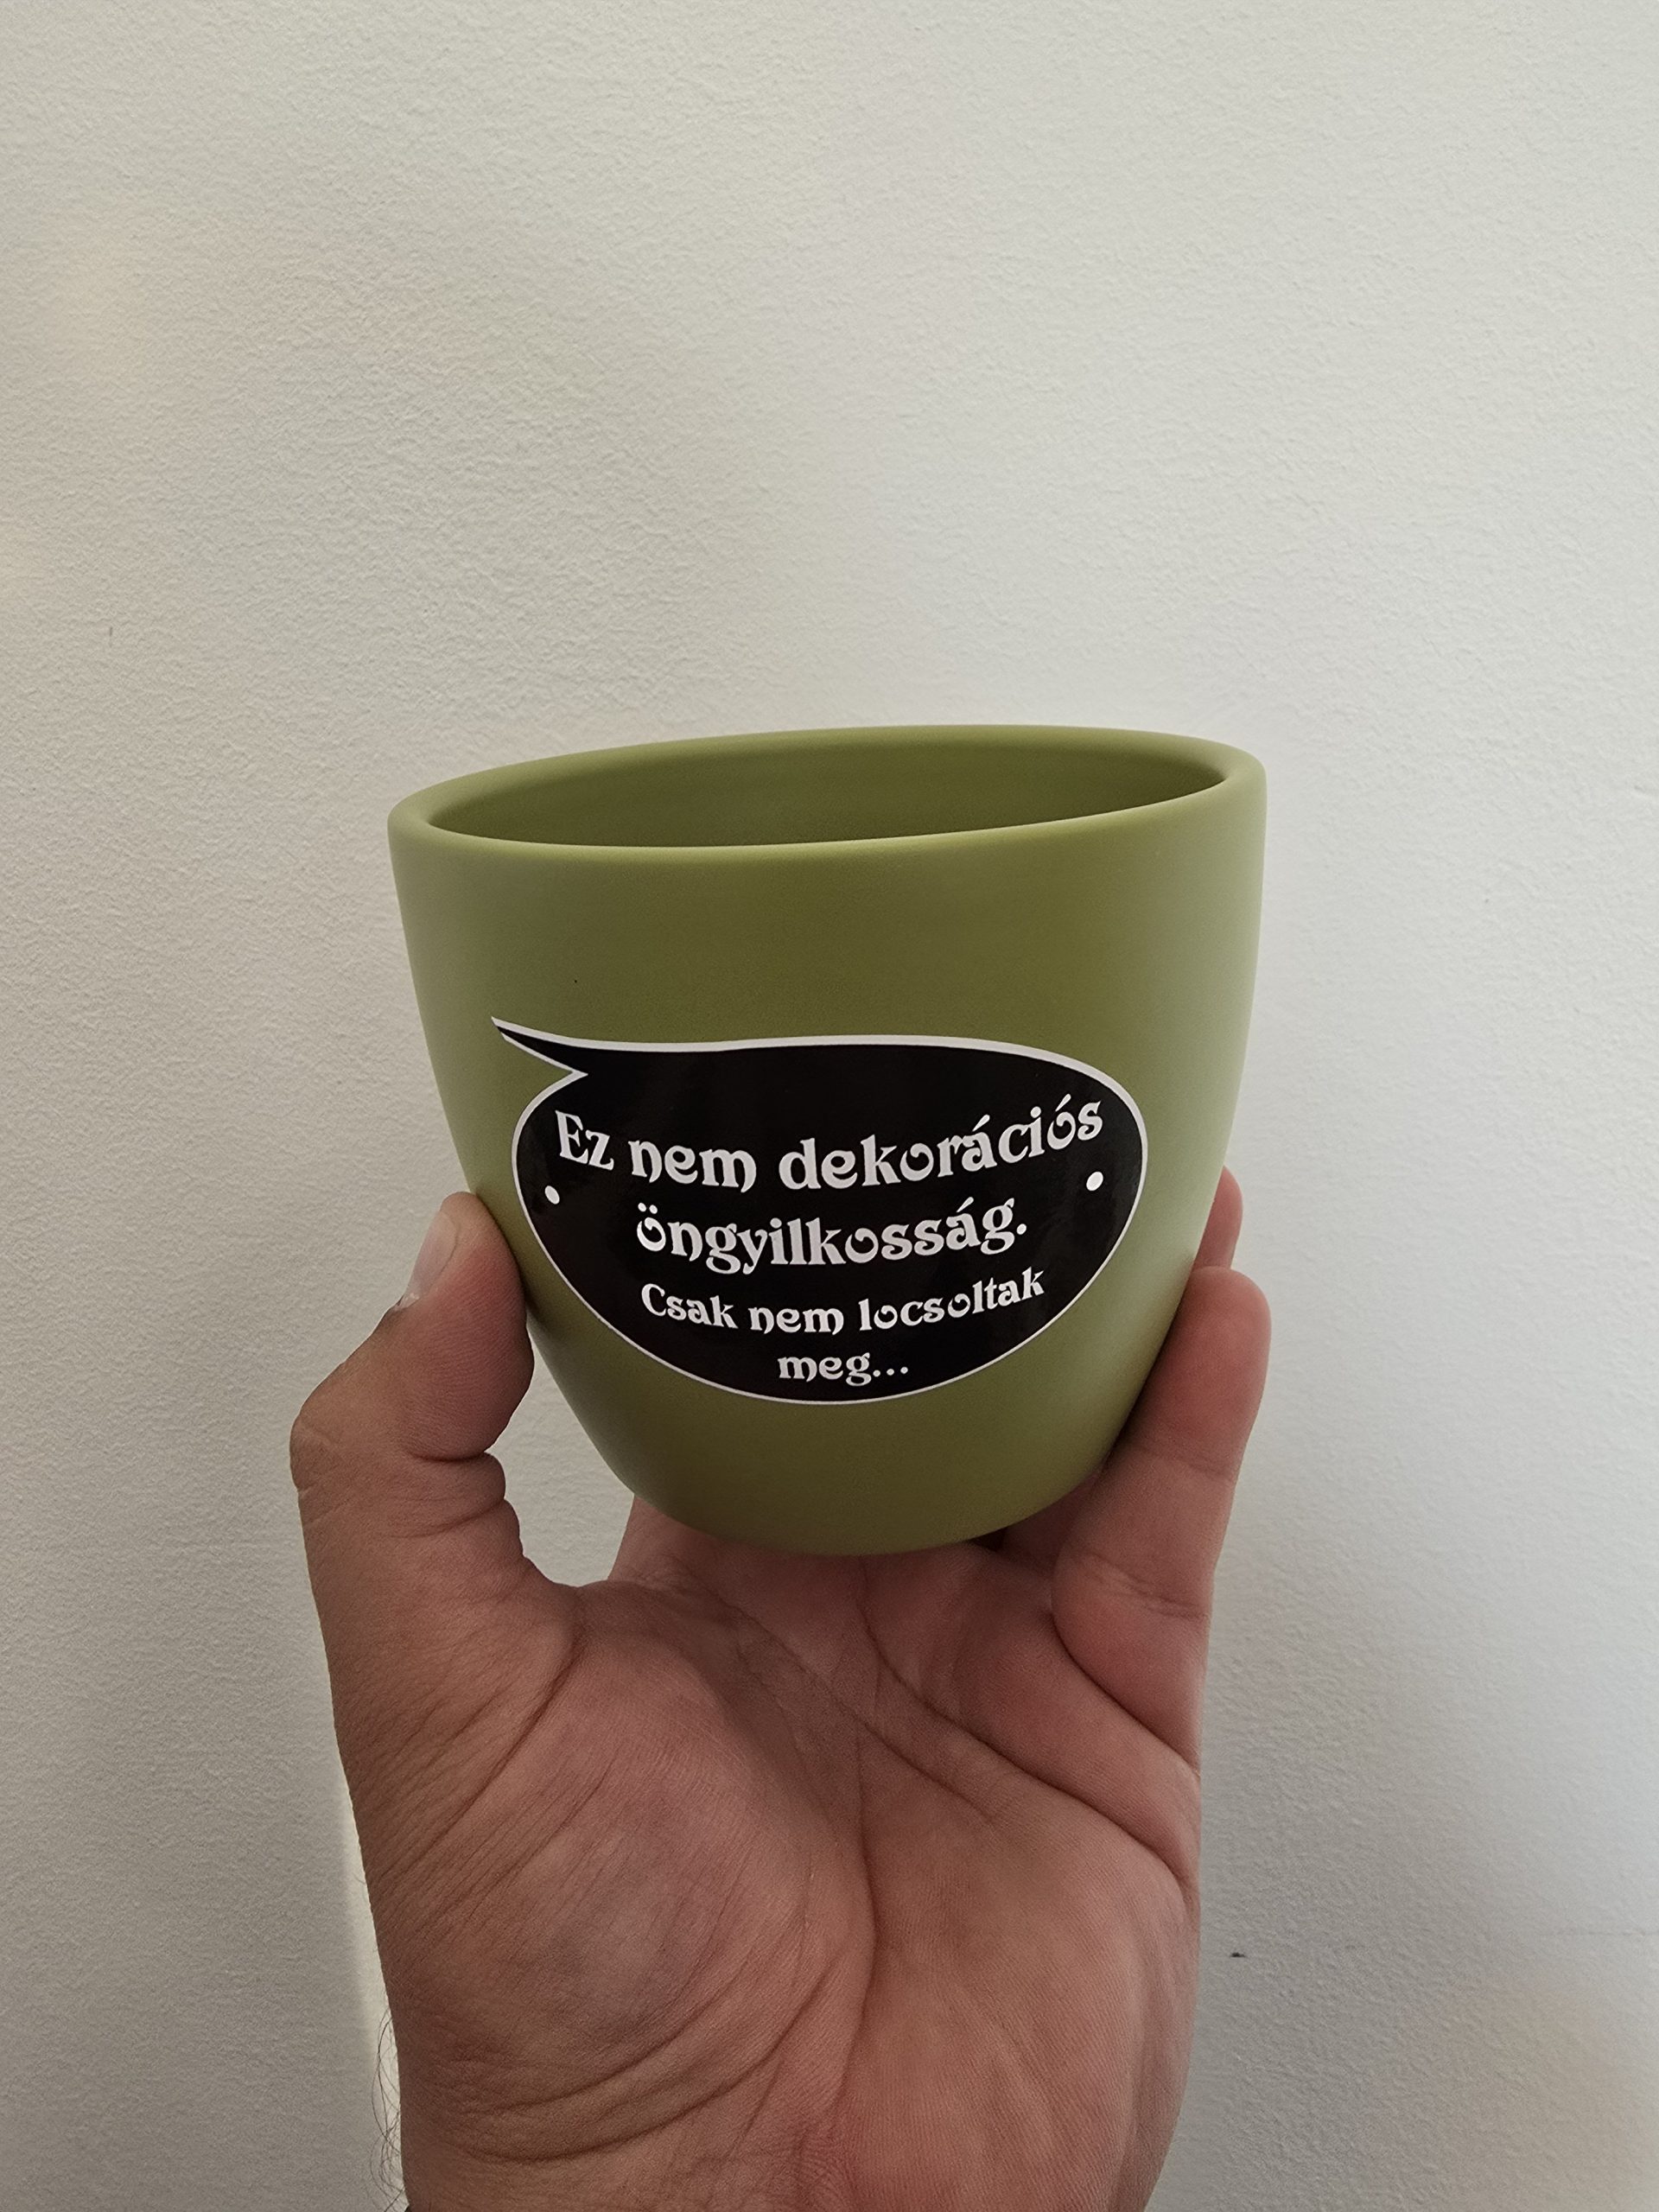 Ez nem dekorációs
öngyilkosság.
Csak nem locsoltak
meg...